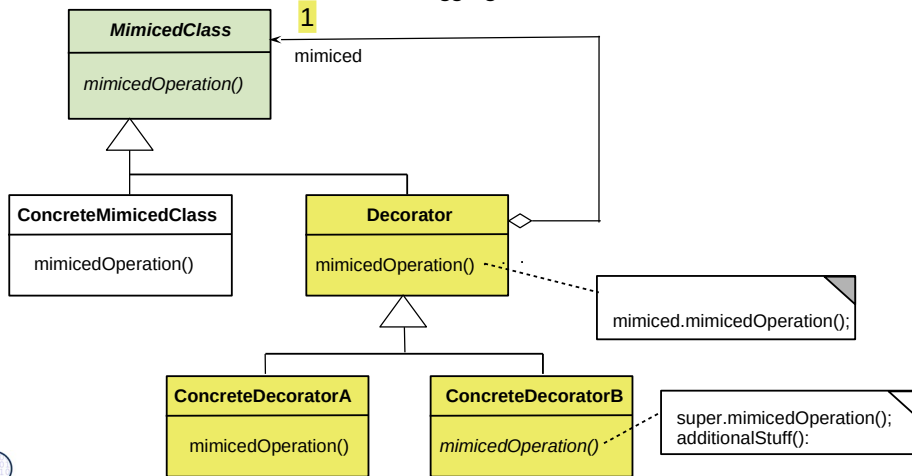 1
MimicedClass
mimiced
mimicedOperation()
ConcreteMimicedClass
Decorator
mimicedOperation()
mimicedOperation()
mimiced.mimicedOperation();
ConcreteDecoratorA
ConcreteDecoratorB
mimicedOperation()
mimicedOperation()
super.mimicedOperation();
additionalStuff():